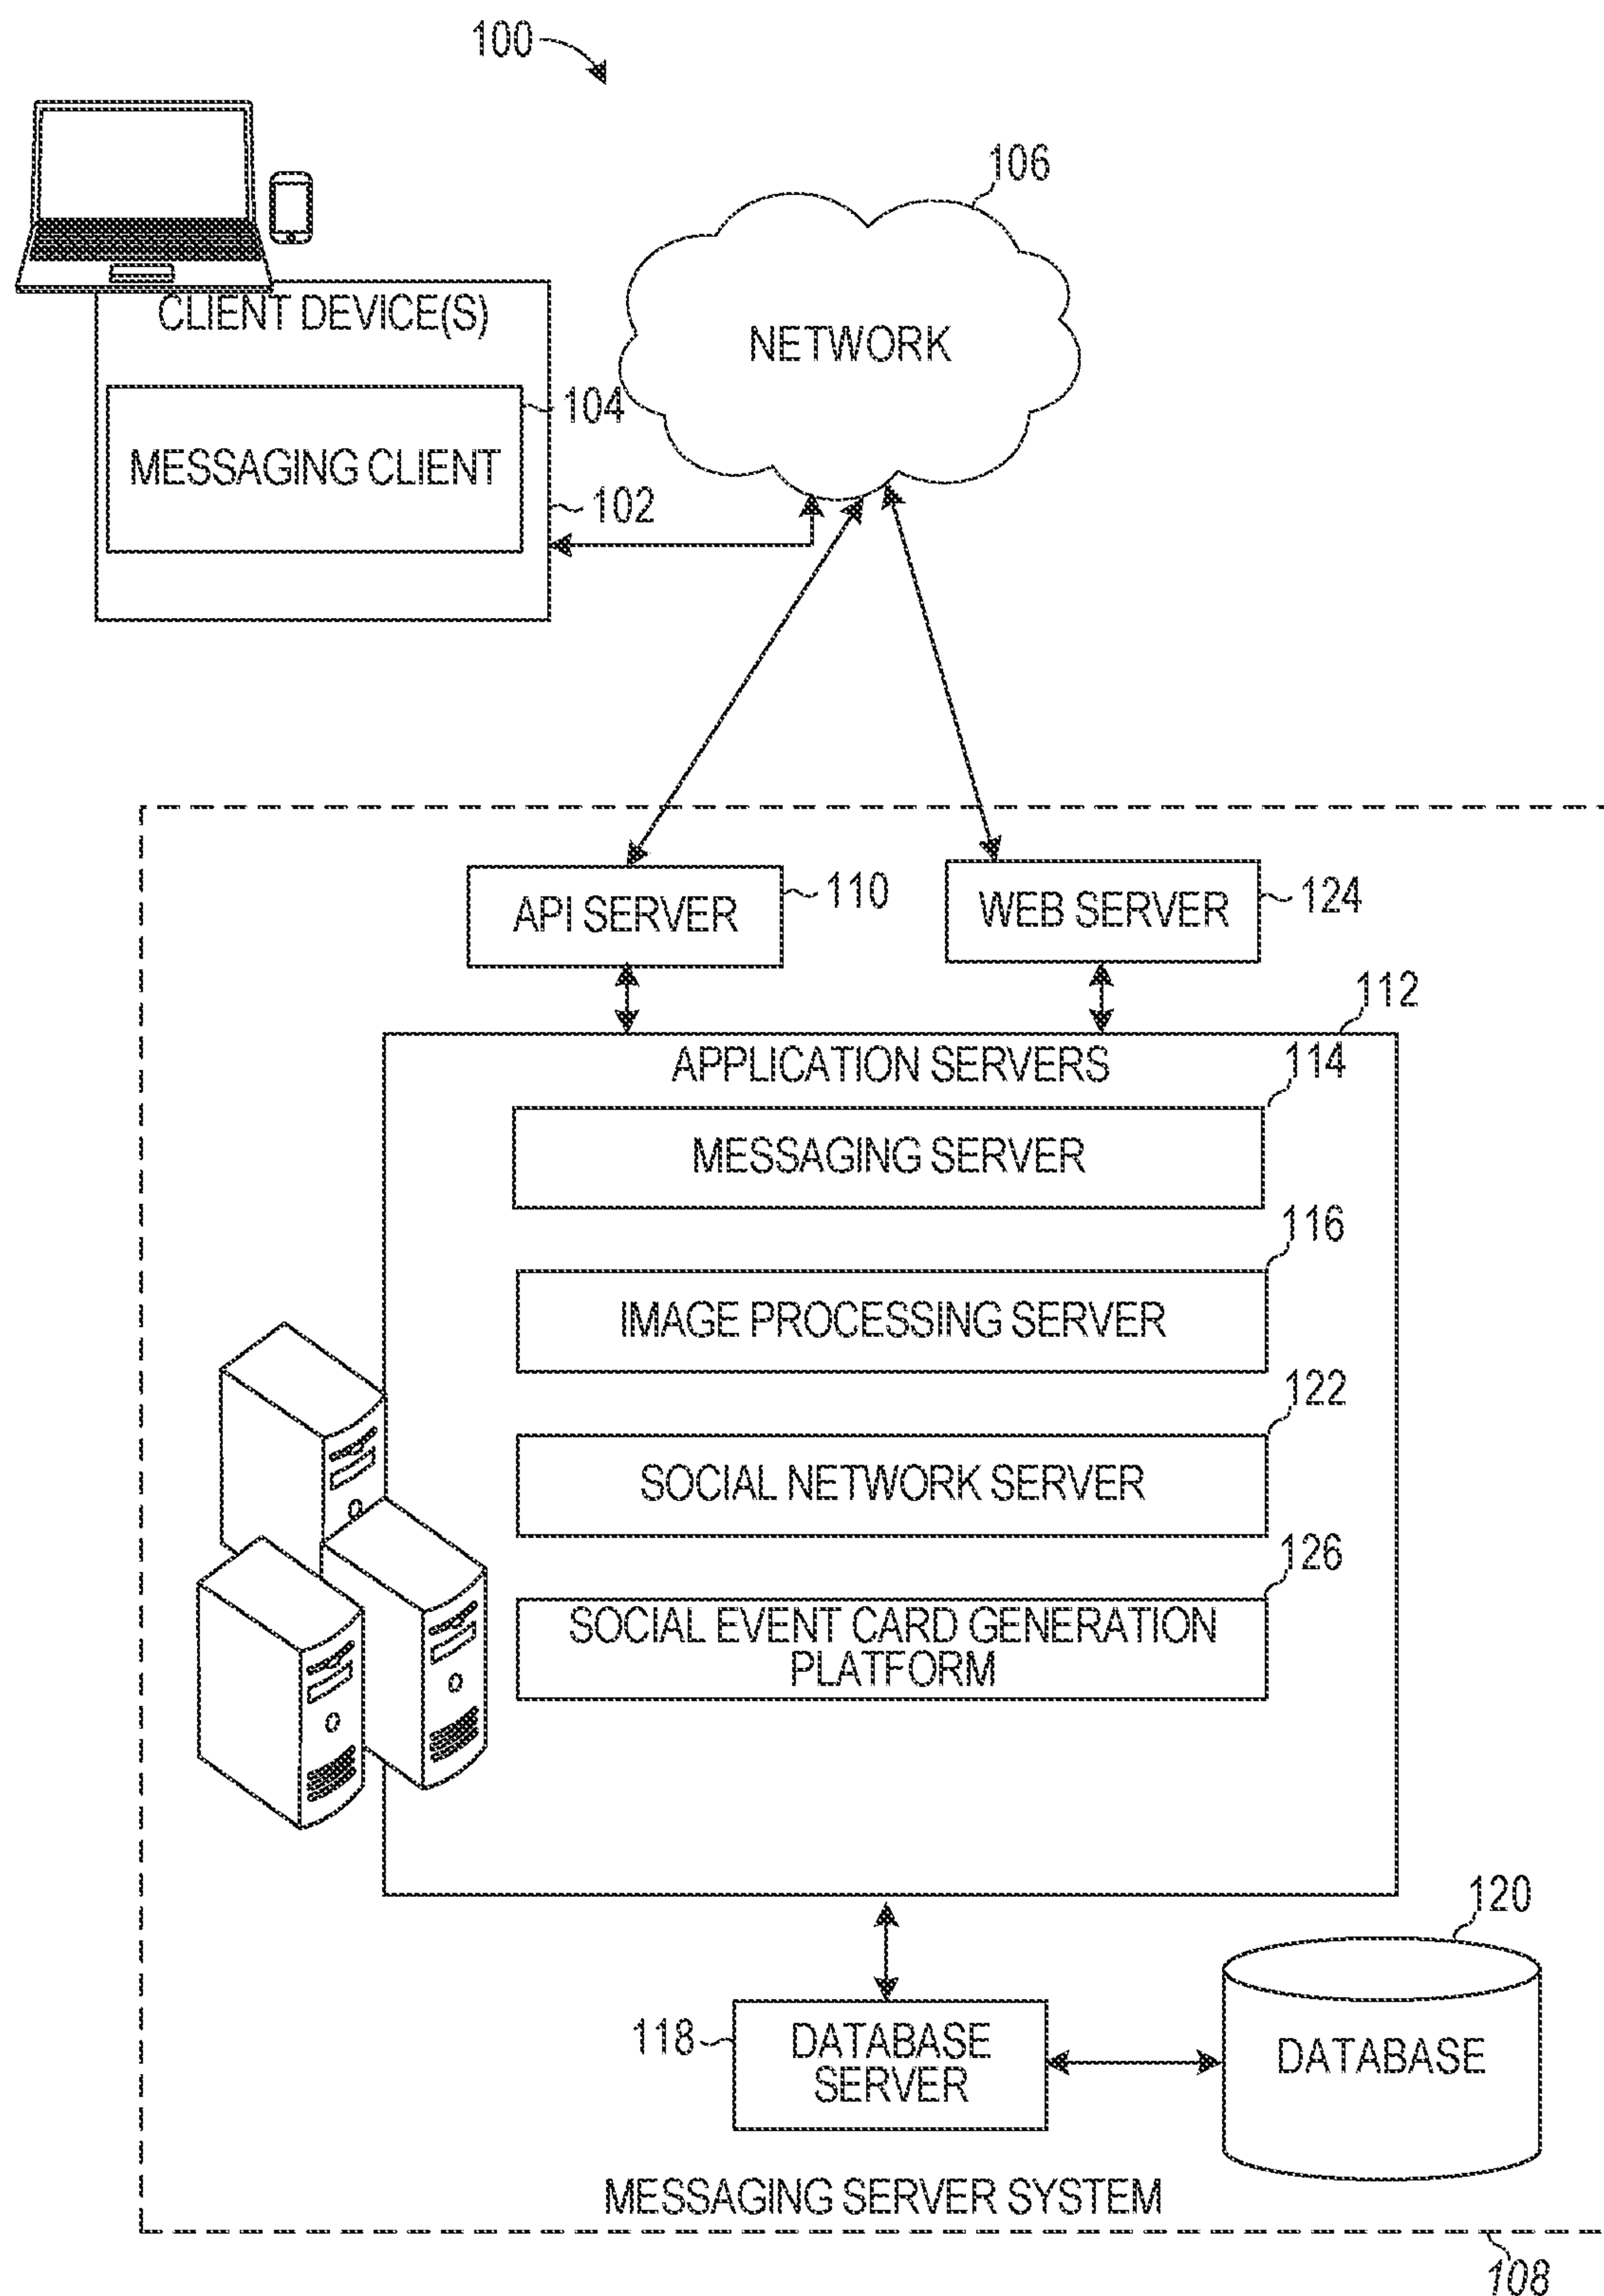 100
106
CLIENT DEVICE(S)
NETWORK
104
MESSAGING CLIENT
102
API SERVER
110
WEB SERVER
124
112
APPLICATION SERVERS
114
MESSAGING SERVER
116
IMAGE PROCESSING SERVER
122
SOCIAL NETWORK SERVER
126
SOCIAL EVENT CARD GENERATION
PLATFORM
120
118
DATABASE
SERVER
DATABASE
MESSAGING SERVER SYSTEM
108